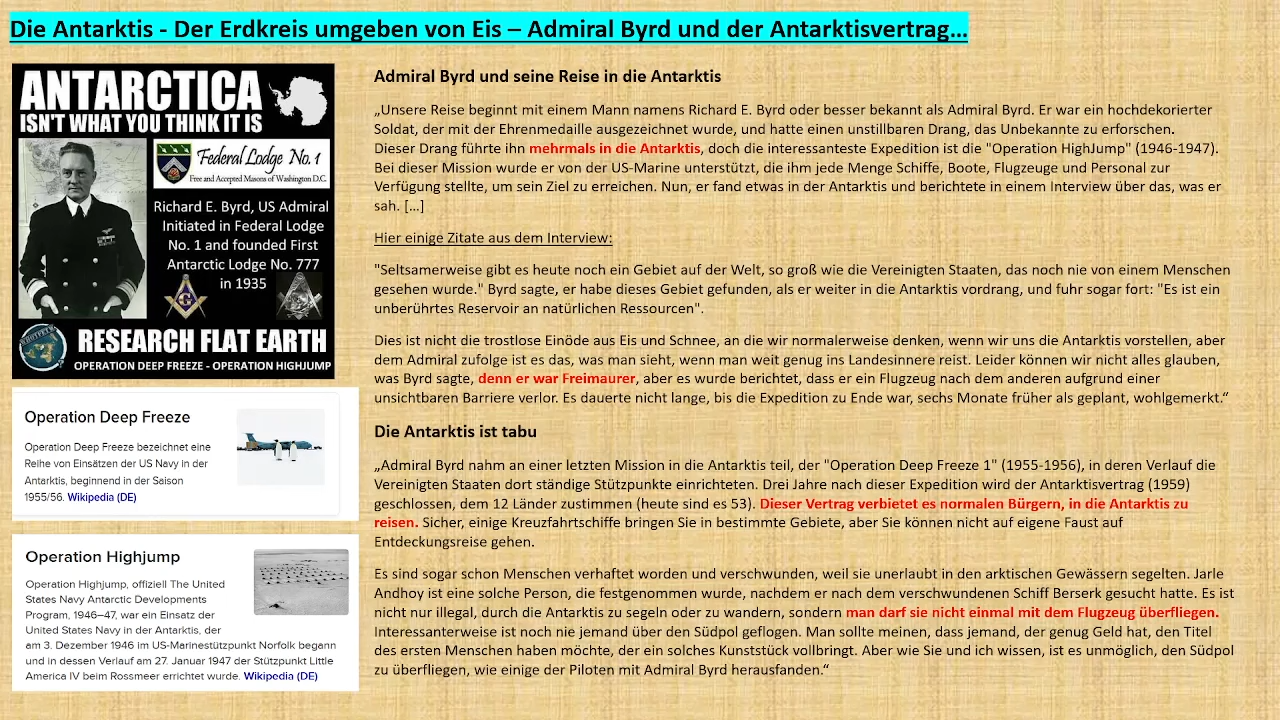 Die Antarktis - Der Erdkreis umgeben von Eis – Admiral Byrd und der Antarktisvertrag…
ANTARCTICA
ISN'T WHAT YOU THINK IT IS
Federal Lodge No. 1
Free and Accepted Masons of Washington D.C.
Richard E. Byrd, US Admiral
Initiated in Federal Lodge
No. 1 and founded First
Antarctic Lodge No. 777
in 1935
RESEARCH FLAT EARTH
OPERATION DEEP FREEZE - OPERATION HIGHJUMP
Operation Deep Freeze
Operation Deep Freeze bezeichnet eine
Reihe von Einsätzen der US Navy in der
Antarktis, beginnend in der Saison
1955/56. Wikipedia (DE)
Operation Highjump
Operation Highjump, offiziell The United
States Navy Antarctic Developments
Program, 1946–47, war ein Einsatz der
United States Navy in der Antarktis, der
am 3. Dezember 1946 im US-Marinestützpunkt Norfolk begann
und in dessen Verlauf am 27. Januar 1947 der Stützpunkt Little
America IV beim Rossmeer errichtet wurde. Wikipedia (DE)
Admiral Byrd und seine Reise in die Antarktis
„Unsere Reise beginnt mit einem Mann namens Richard E. Byrd oder besser bekannt als Admiral Byrd. Er war ein hochdekorierter
Soldat, der mit der Ehrenmedaille ausgezeichnet wurde, und hatte einen unstillbaren Drang, das Unbekannte zu erforschen.
Dieser Drang führte ihn mehrmals in die Antarktis, doch die interessanteste Expedition ist die "Operation HighJump" (1946-1947).
Bei dieser Mission wurde er von der US-Marine unterstützt, die ihm jede Menge Schiffe, Boote, Flugzeuge und Personal zur
Verfügung stellte, um sein Ziel zu erreichen. Nun, er fand etwas in der Antarktis und berichtete in einem Interview über das, was er
sah. […]
Hier einige Zitate aus dem Interview:
"Seltsamerweise gibt es heute noch ein Gebiet auf der Welt, so groß wie die Vereinigten Staaten, das noch nie von einem Menschen
gesehen wurde." Byrd sagte, er habe dieses Gebiet gefunden, als er weiter in die Antarktis vordrang, und fuhr sogar fort: "Es ist ein
unberührtes Reservoir an natürlichen Ressourcen".
Dies ist nicht die trostlose Einöde aus Eis und Schnee, an die wir normalerweise denken, wenn wir uns die Antarktis vorstellen, aber
dem Admiral zufolge ist es das, was man sieht, wenn man weit genug ins Landesinnere reist. Leider können wir nicht alles glauben,
was Byrd sagte, denn er war Freimaurer, aber es wurde berichtet, dass er ein Flugzeug nach dem anderen aufgrund einer
unsichtbaren Barriere verlor. Es dauerte nicht lange, bis die Expedition zu Ende war, sechs Monate früher als geplant, wohlgemerkt.“
Die Antarktis ist tabu
„Admiral Byrd nahm an einer letzten Mission in die Antarktis teil, der "Operation Deep Freeze 1" (1955-1956), in deren Verlauf die
Vereinigten Staaten dort ständige Stützpunkte einrichteten. Drei Jahre nach dieser Expedition wird der Antarktisvertrag (1959)
geschlossen, dem 12 Länder zustimmen (heute sind es 53). Dieser Vertrag verbietet es normalen Bürgern, in die Antarktis zu
reisen. Sicher, einige Kreuzfahrtschiffe bringen Sie in bestimmte Gebiete, aber Sie können nicht auf eigene Faust auf
Entdeckungsreise gehen.
Es sind sogar schon Menschen verhaftet worden und verschwunden, weil sie unerlaubt in den arktischen Gewässern segelten. Jarle
Andhoy ist eine solche Person, die festgenommen wurde, nachdem er nach dem verschwundenen Schiff Berserk gesucht hatte. Es ist
nicht nur illegal, durch die Antarktis zu segeln oder zu wandern, sondern man darf sie nicht einmal mit dem Flugzeug überfliegen.
Interessanterweise ist noch nie jemand über den Südpol geflogen. Man sollte meinen, dass jemand, der genug Geld hat, den Titel
des ersten Menschen haben möchte, der ein solches Kunststück vollbringt. Aber wie Sie und ich wissen, ist es unmöglich, den Südpol
zu überfliegen, wie einige der Piloten mit Admiral Byrd herausfanden.“